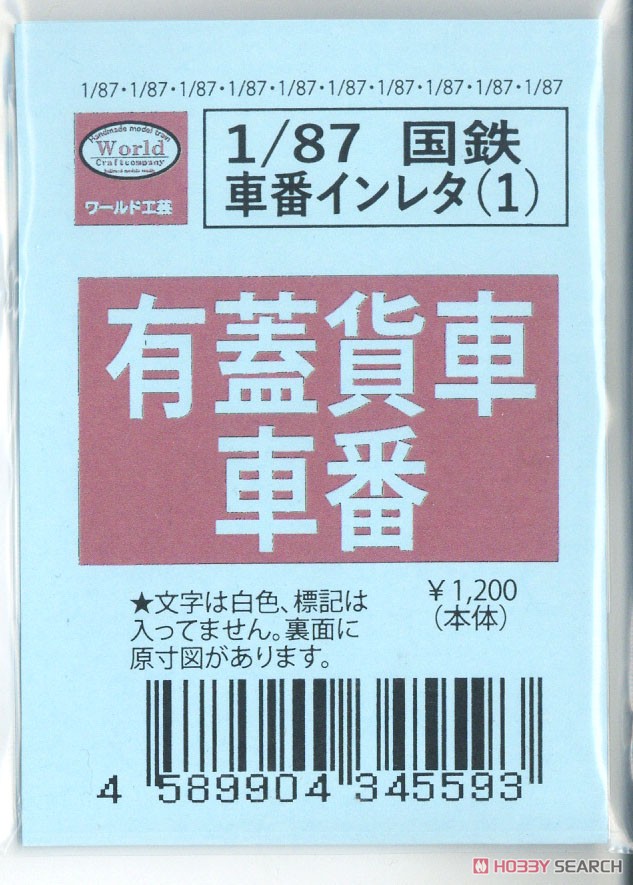 1/87・1/87・1/87・1/87・1/87・1/87・1/87・1/87・1/87・1/87
Handmade model train
World
Craftcompany
ワールド工芸
1/87 国鉄
車番インレタ(1)
有蓋貨車
車番
★文字は白色、標記は
入ってません。裏面に
原寸図があります。
￥1,200
(本体)
4 589904 345593
HOBBY SEARCH